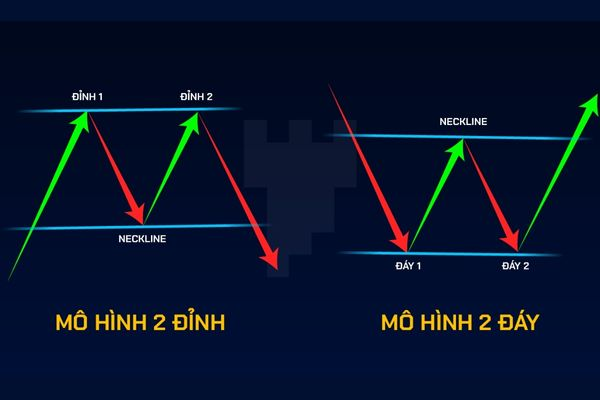 ĐỈNH 1
ĐỈNH 2
NECKLINE
MÔ HÌNH 2 ĐỈNH
NECKLINE
ĐÁY 1
ĐÁY 2
MÔ HÌNH 2 ĐÁY